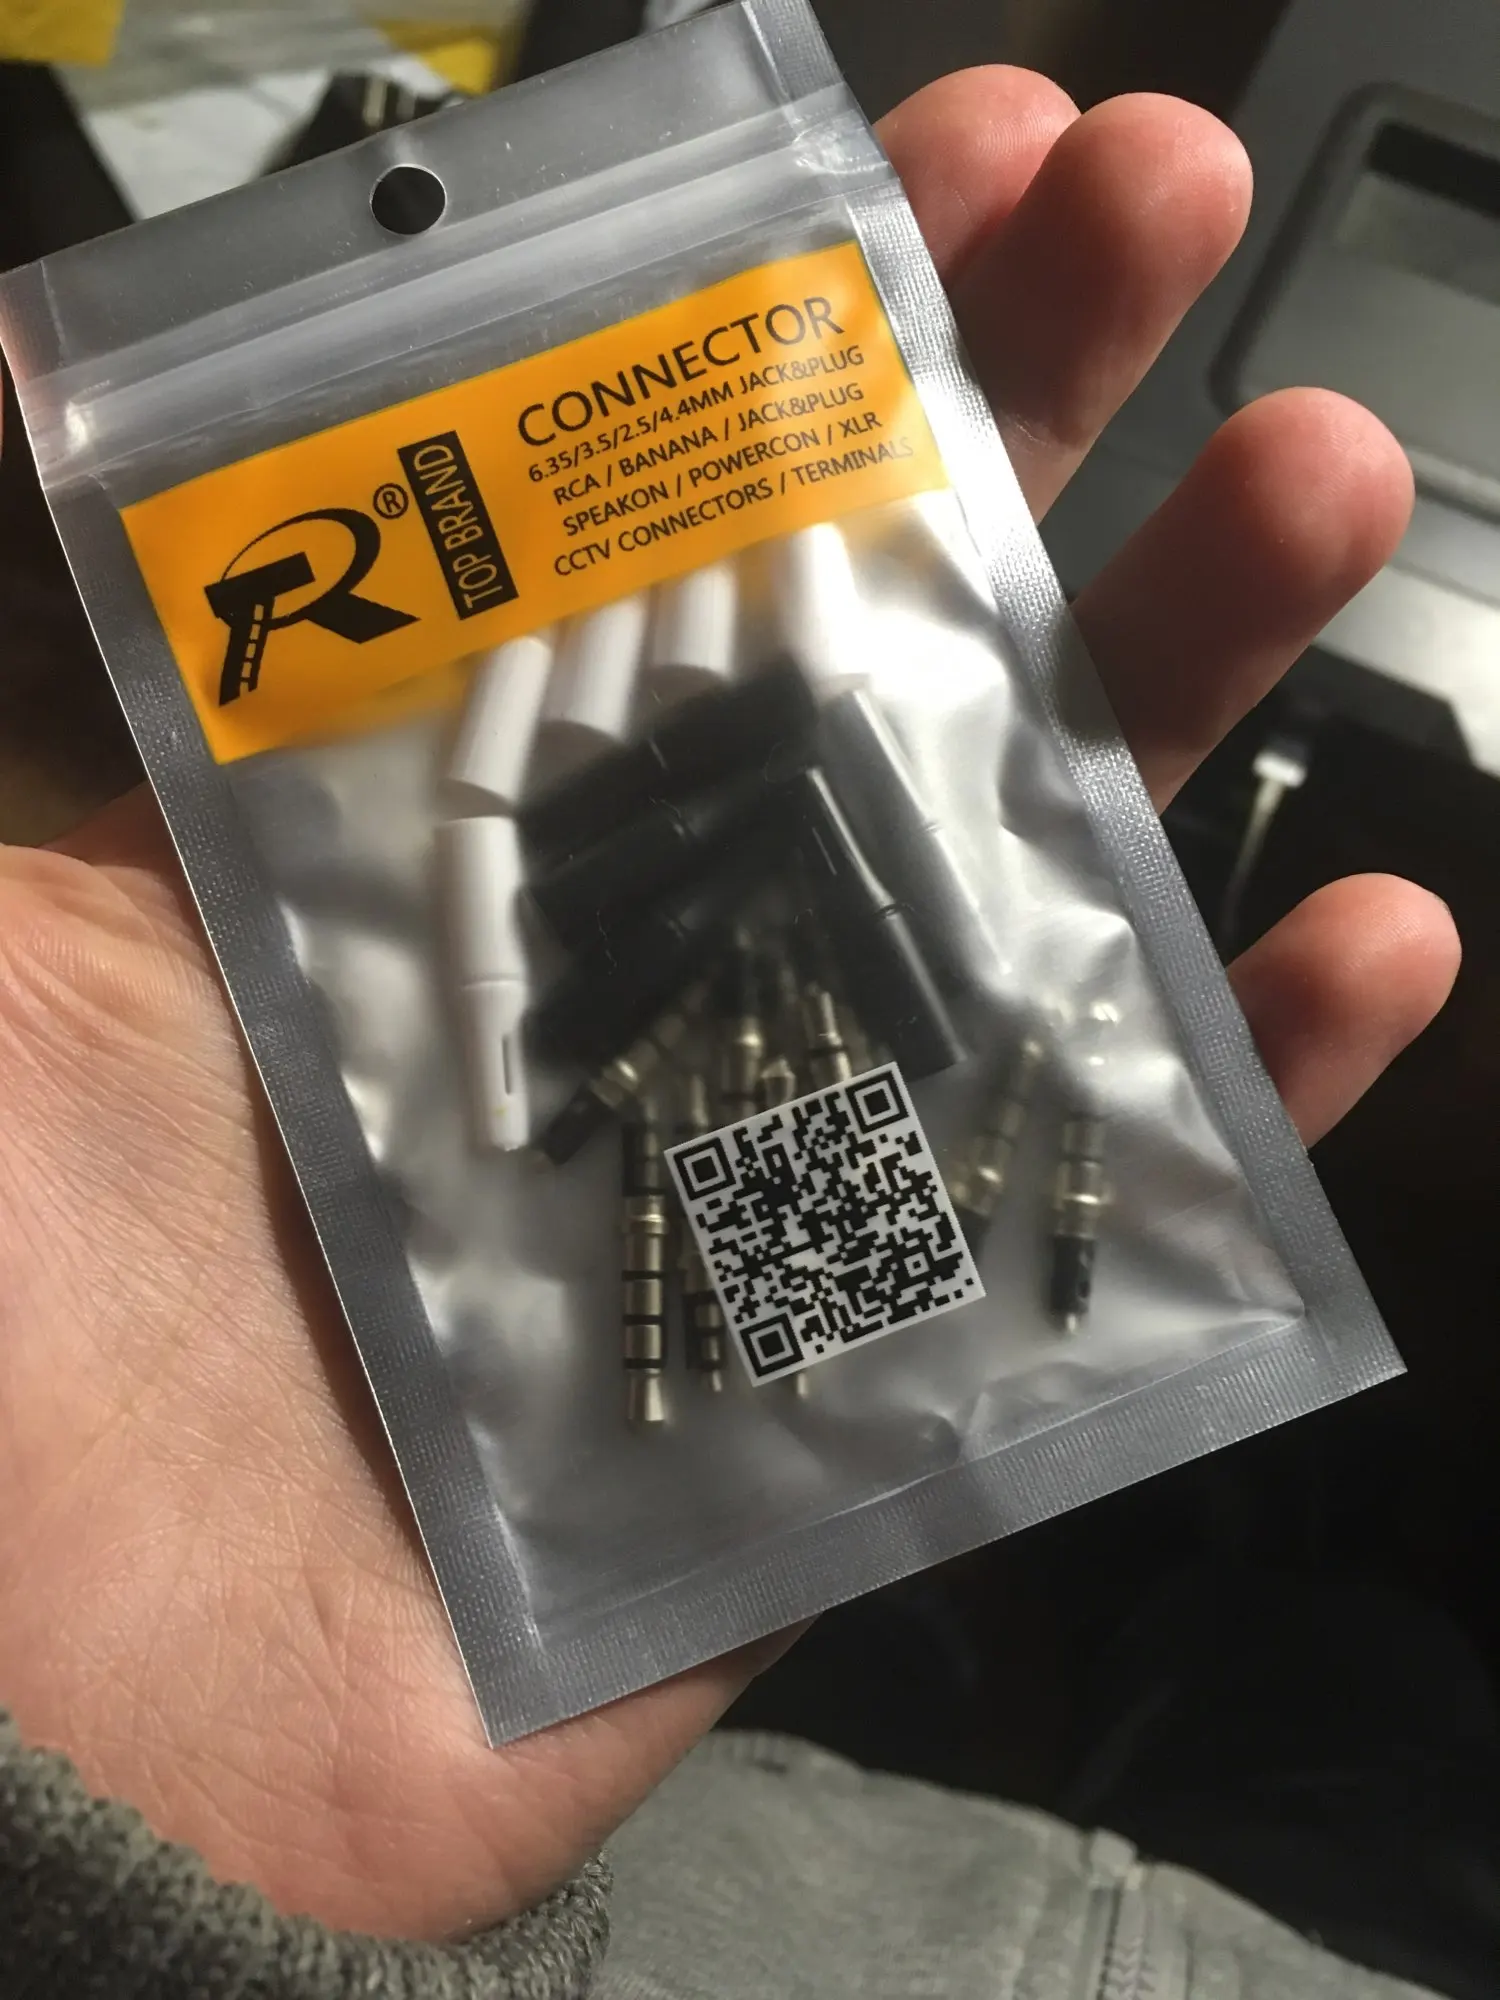 R®
TOP BRAND
CONNECTOR
6.35/3.5/2.5/4.4MM JACK&PLUG
RCA / BANANA / JACK&PLUG
SPEAKON / POWERCON / XLR
CCTV CONNECTORS / TERMINALS